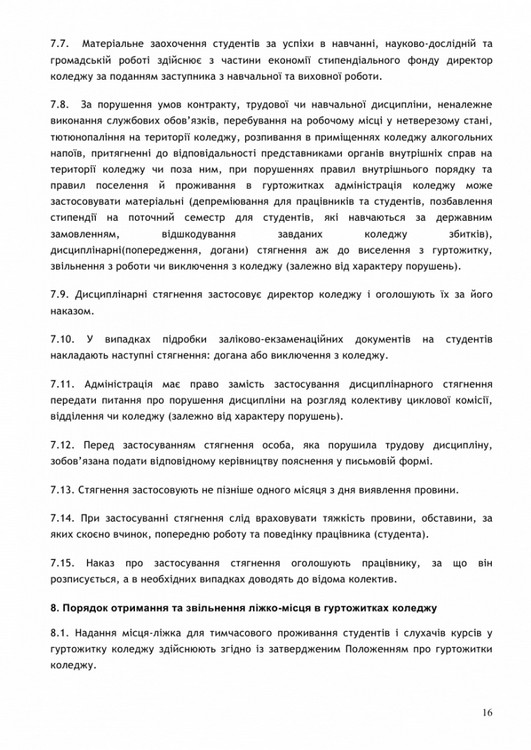 7.7. Матеріальне заохочення студентів за успіхи в навчанні, науково-дослідній та
громадській роботі здійснює з частини економії стипендіального фонду директор
коледжу за поданням заступника з навчальної та виховної роботи.
7.8. За порушення умов контракту, трудової чи навчальної дисципліни, неналежне
виконання службових обов’язків, перебування на робочому місці у нетверезому стані,
тютюнопаління на території коледжу, розпивання в приміщеннях коледжу алкогольних
напоїв, притягненні до відповідальності представниками органів внутрішніх справ на
території коледжу чи поза ним, при порушеннях правил внутрішнього порядку та
правил поселення й проживання в гуртожитках адміністрація коледжу може
застосовувати матеріальні (депреміювання для працівників та студентів, позбавлення
стипендії на поточний семестр для студентів, які навчаються за державним
замовленням, відшкодування завданих коледжу збитків),
дисциплінарні(попередження, догани) стягнення аж до виселення з гуртожитку,
звільнення з роботи чи виключення з коледжу (залежно від характеру порушень).
7.9. Дисциплінарні стягнення застосовує директор коледжу і оголошують їх за його
наказом.
7.10. У випадках підробки заліково-екзаменаційних документів на студентів
накладають наступні стягнення: догана або виключення з коледжу.
7.11. Адміністрація має право замість застосування дисциплінарного стягнення
передати питання про порушення дисципліни на розгляд колективу циклової комісії,
відділення чи коледжу (залежно від характеру порушень).
7.12. Перед застосуванням стягнення особа, яка порушила трудову дисципліну,
зобов’язана подати відповідному керівництву пояснення у письмовій формі.
7.13. Стягнення застосовують не пізніше одного місяця з дня виявлення провини.
7.14. При застосуванні стягнення слід враховувати тяжкість провини, обставини, за
яких скоєно вчинок, попередню роботу та поведінку працівника (студента).
7.15. Наказ про застосування стягнення оголошують працівнику, за що він
розписується, а в необхідних випадках доводять до відома колектив.
8. Порядок отримання та звільнення ліжко-місця в гуртожитках коледжу
8.1. Надання місця-ліжка для тимчасового проживання студентів і слухачів курсів у
гуртожитку коледжу здійснюють згідно із затвердженим Положенням про гуртожитки
коледжу.
16